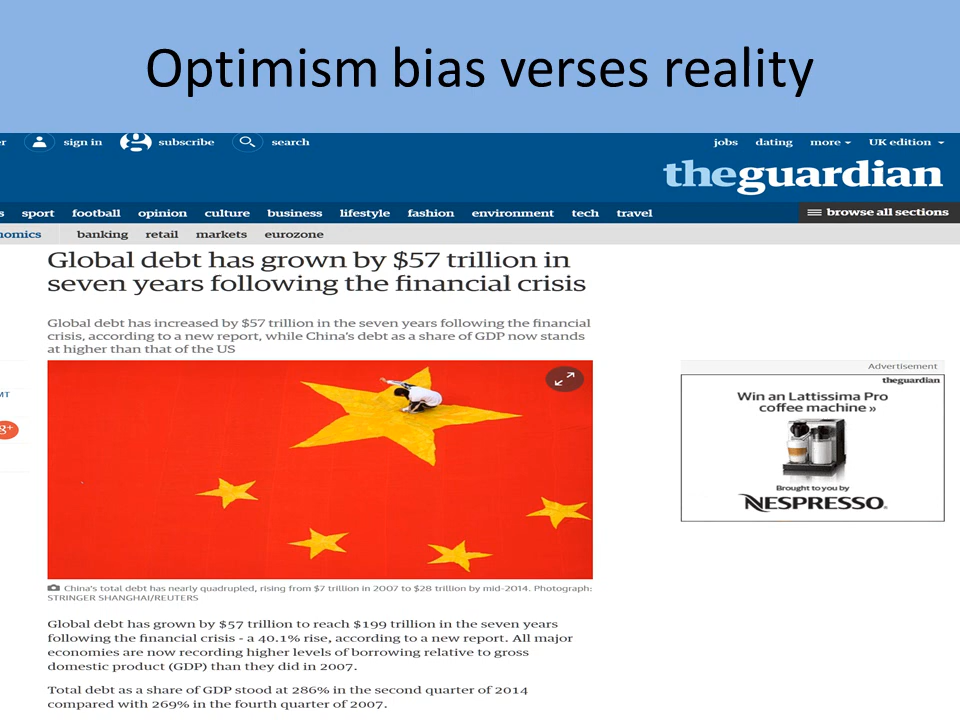 Optimism bias verses reality
er sign in subscribe search jobs dating more UK edition
theguardian
s sport football opinion culture business lifestyle fashion environment tech travel browse all sections
nomics banking retail markets eurozone
Global debt has grown by $57 trillion in
seven years following the financial crisis
Global debt has increased by $57 trillion in the seven years following the financial
crisis, according to a new report, while China's debt as a share of GDP now stands
at higher than that of the US
MT
g+
Advertisement
theguardian
Win an Lattissima Pro
coffee machine »
Brought to you by
NESPRESSO.
China's total debt has nearly quadrupled, rising from $7 trillion in 2007 to $28 trillion by mid-2014. Photograph:
STRINGER SHANGHAI/REUTERS
Global debt has grown by $57 trillion to reach $199 trillion in the seven years
following the financial crisis - a 40.1% rise, according to a new report. All major
economies are now recording higher levels of borrowing relative to gross
domestic product (GDP) than they did in 2007.
Total debt as a share of GDP stood at 286% in the second quarter of 2014
compared with 269% in the fourth quarter of 2007.